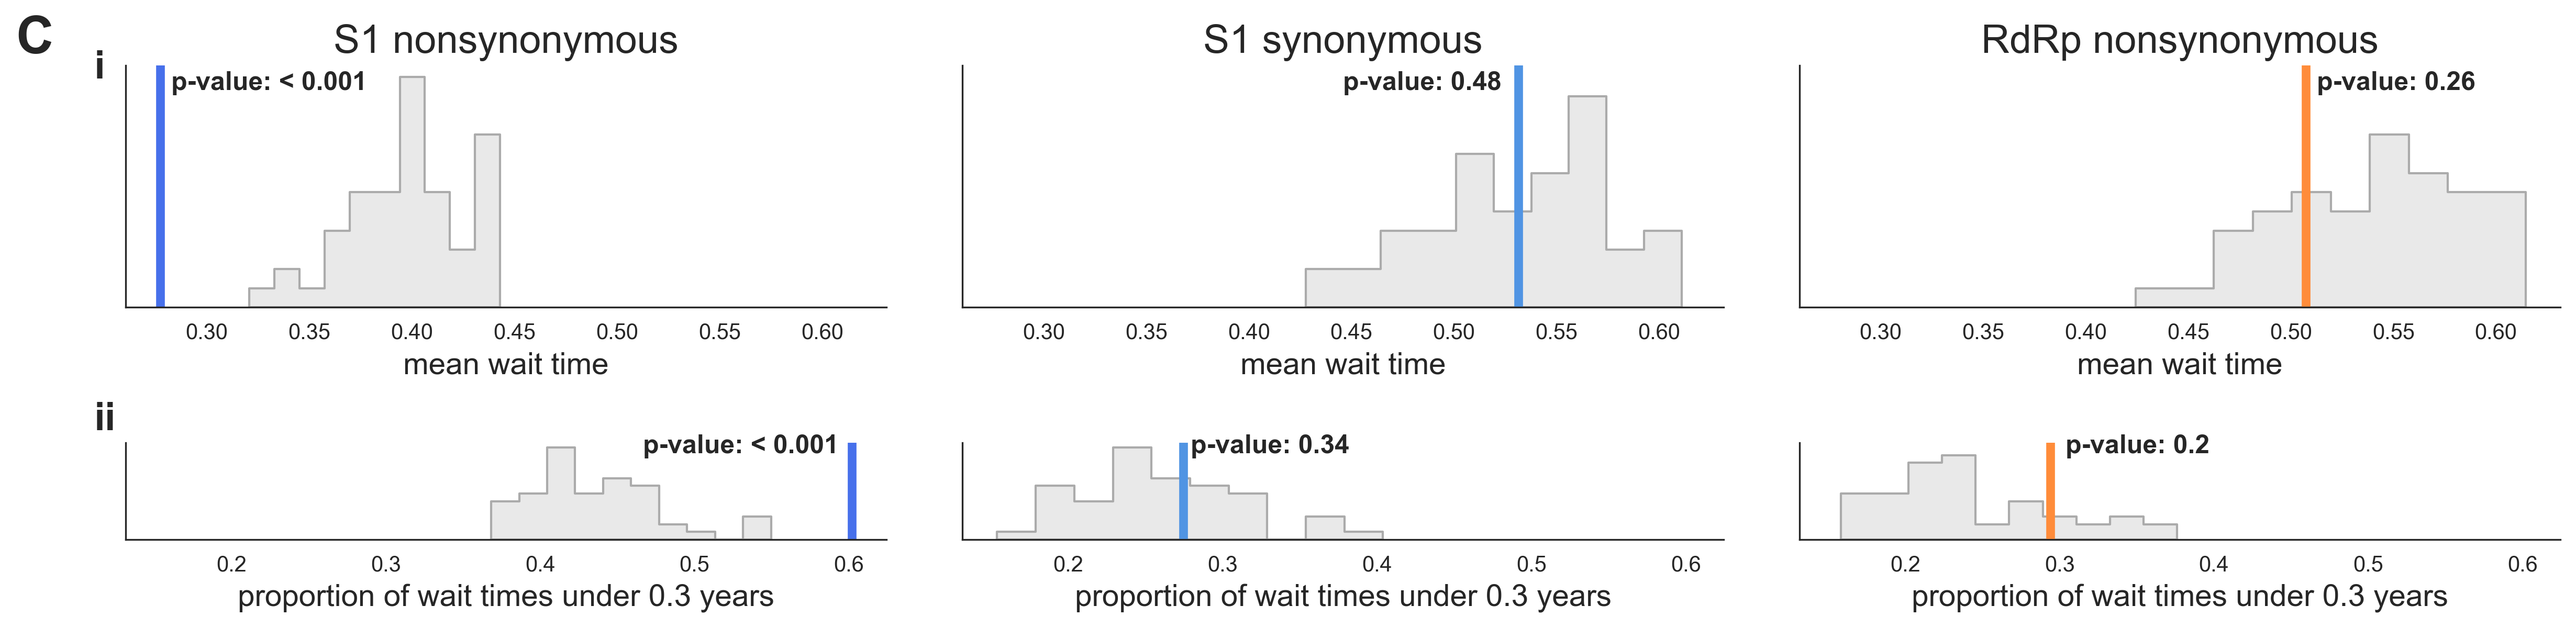 C
i
S1 nonsynonymous
S1 synonymous
RdRp nonsynonymous
p-value: < 0.001
p-value: 0.48
p-value: 0.26
0.30 0.35 0.40 0.45 0.50 0.55 0.60
0.30 0.35 0.40 0.45 0.50 0.55 0.60
0.30 0.35 0.40 0.45 0.50 0.55 0.60
mean wait time
mean wait time
mean wait time
ii
p-value: < 0.001
p-value: 0.34
p-value: 0.2
0.2 0.3 0.4 0.5 0.6
0.2 0.3 0.4 0.5 0.6
0.2 0.3 0.4 0.5 0.6
proportion of wait times under 0.3 years
proportion of wait times under 0.3 years
proportion of wait times under 0.3 years